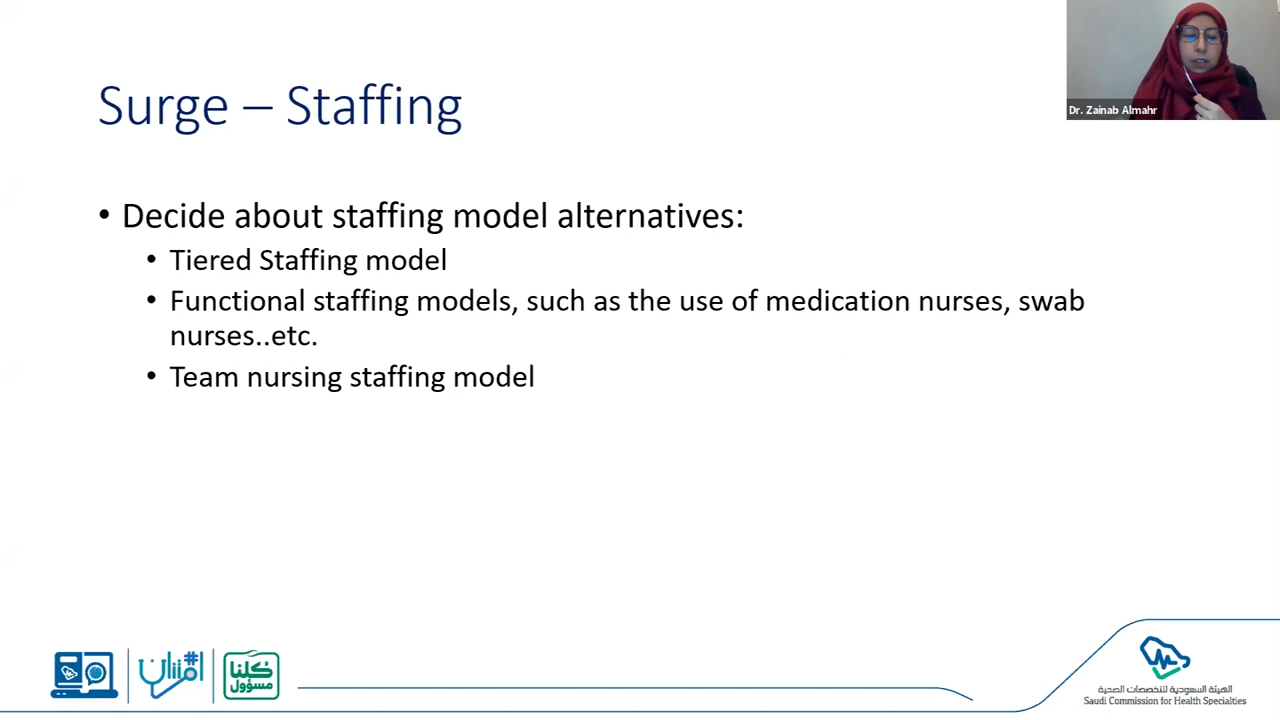 Dr. Zainab Almahr
Surge – Staffing
• Decide about staffing model alternatives:
• Tiered Staffing model
• Functional staffing models, such as the use of medication nurses, swab
nurses..etc.
• Team nursing staffing model
#امتنان
كلنا
مسؤول
الهيئة السعودية للتخصصات الصحية
Saudi Commission for Health Specialties